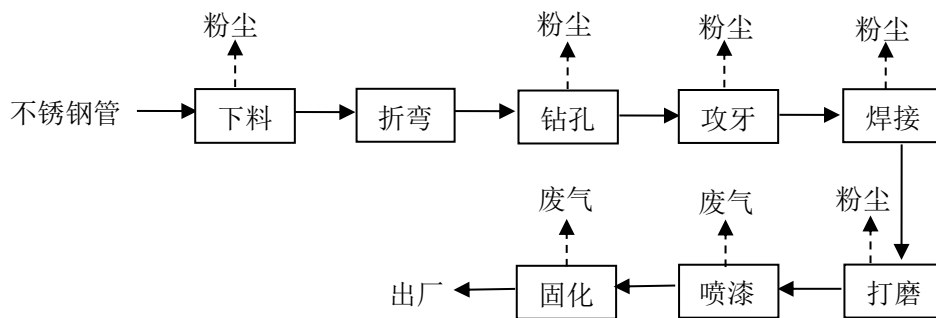 粉尘 粉尘 粉尘 粉尘
不锈钢管 下料 折弯 钻孔 攻牙 焊接
废气 废气 粉尘
出厂 固化 喷漆 打磨